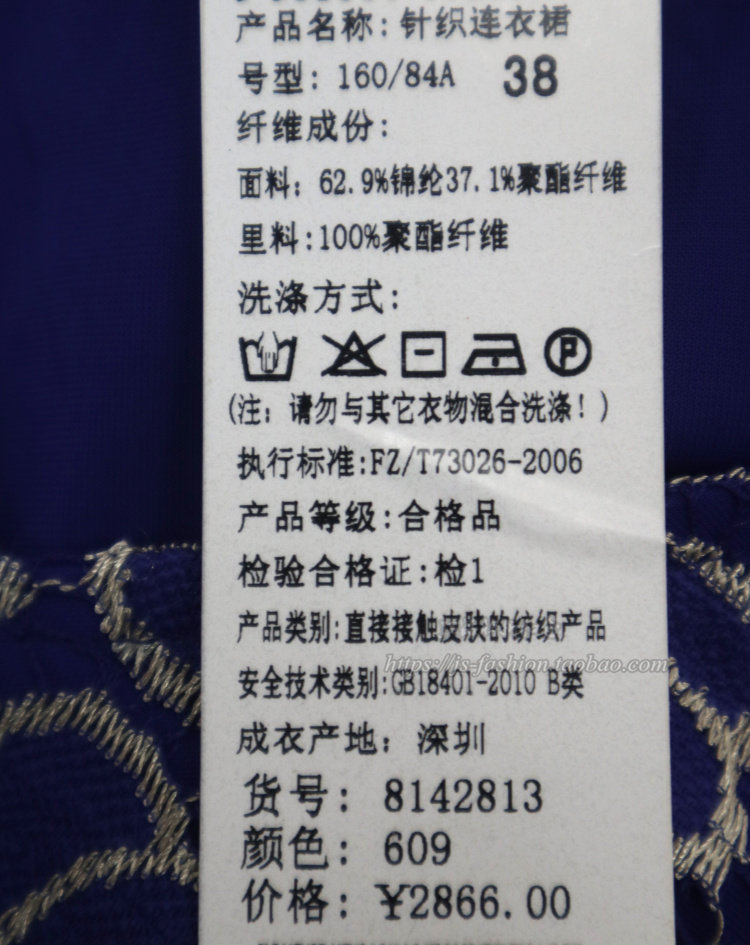 产品名称: 针织连衣裙
号型: 160/84A 38
纤维成份:
面料: 62.9%锦纶37.1%聚酯纤维
里料:100%聚酯纤维
洗涤方式:
P
(注: 请勿与其它衣物混合洗涤! )
执行标准:FZ/T73026-2006
产品等级:合格品
检验合格证:检1
产品类别:直接接触皮肤的纺织产品
https://js-fashion.taobao.com
安全技术类别:GB18401-2010 B类
成衣产地: 深圳
货号: 8142813
颜色: 609
价格: ¥2866.00